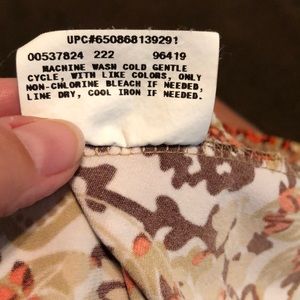 UPC#650868139291
00537824 222 96419
MACHINE WASH COLD GENTLE
CYCLE, WITH LIKE COLORS, ONLY
NON-CHLORINE BLEACH IF NEEDED,
LINE DRY, COOL IRON IF NEEDED.